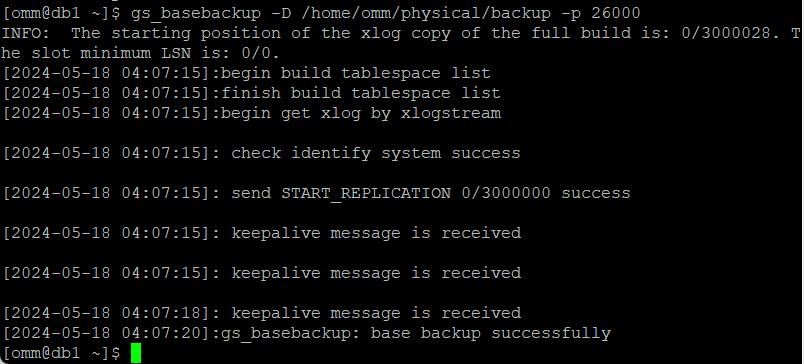 [omm@db1 ~]$ gs_basebackup -D /home/omm/physical/backup -p 26000
INFO:  The starting position of the xlog copy of the full build is: 0/3000028. T
he slot minimum LSN is: 0/0.
[2024-05-18 04:07:15]:begin build tablespace list
[2024-05-18 04:07:15]:finish build tablespace list
[2024-05-18 04:07:15]:begin get xlog by xlogstream
[2024-05-18 04:07:15]: check identify system success
[2024-05-18 04:07:15]: send START_REPLICATION 0/3000000 success
[2024-05-18 04:07:15]: keepalive message is received
[2024-05-18 04:07:15]: keepalive message is received
[2024-05-18 04:07:18]: keepalive message is received
[2024-05-18 04:07:20]:gs_basebackup: base backup successfully
[omm@db1 ~]$